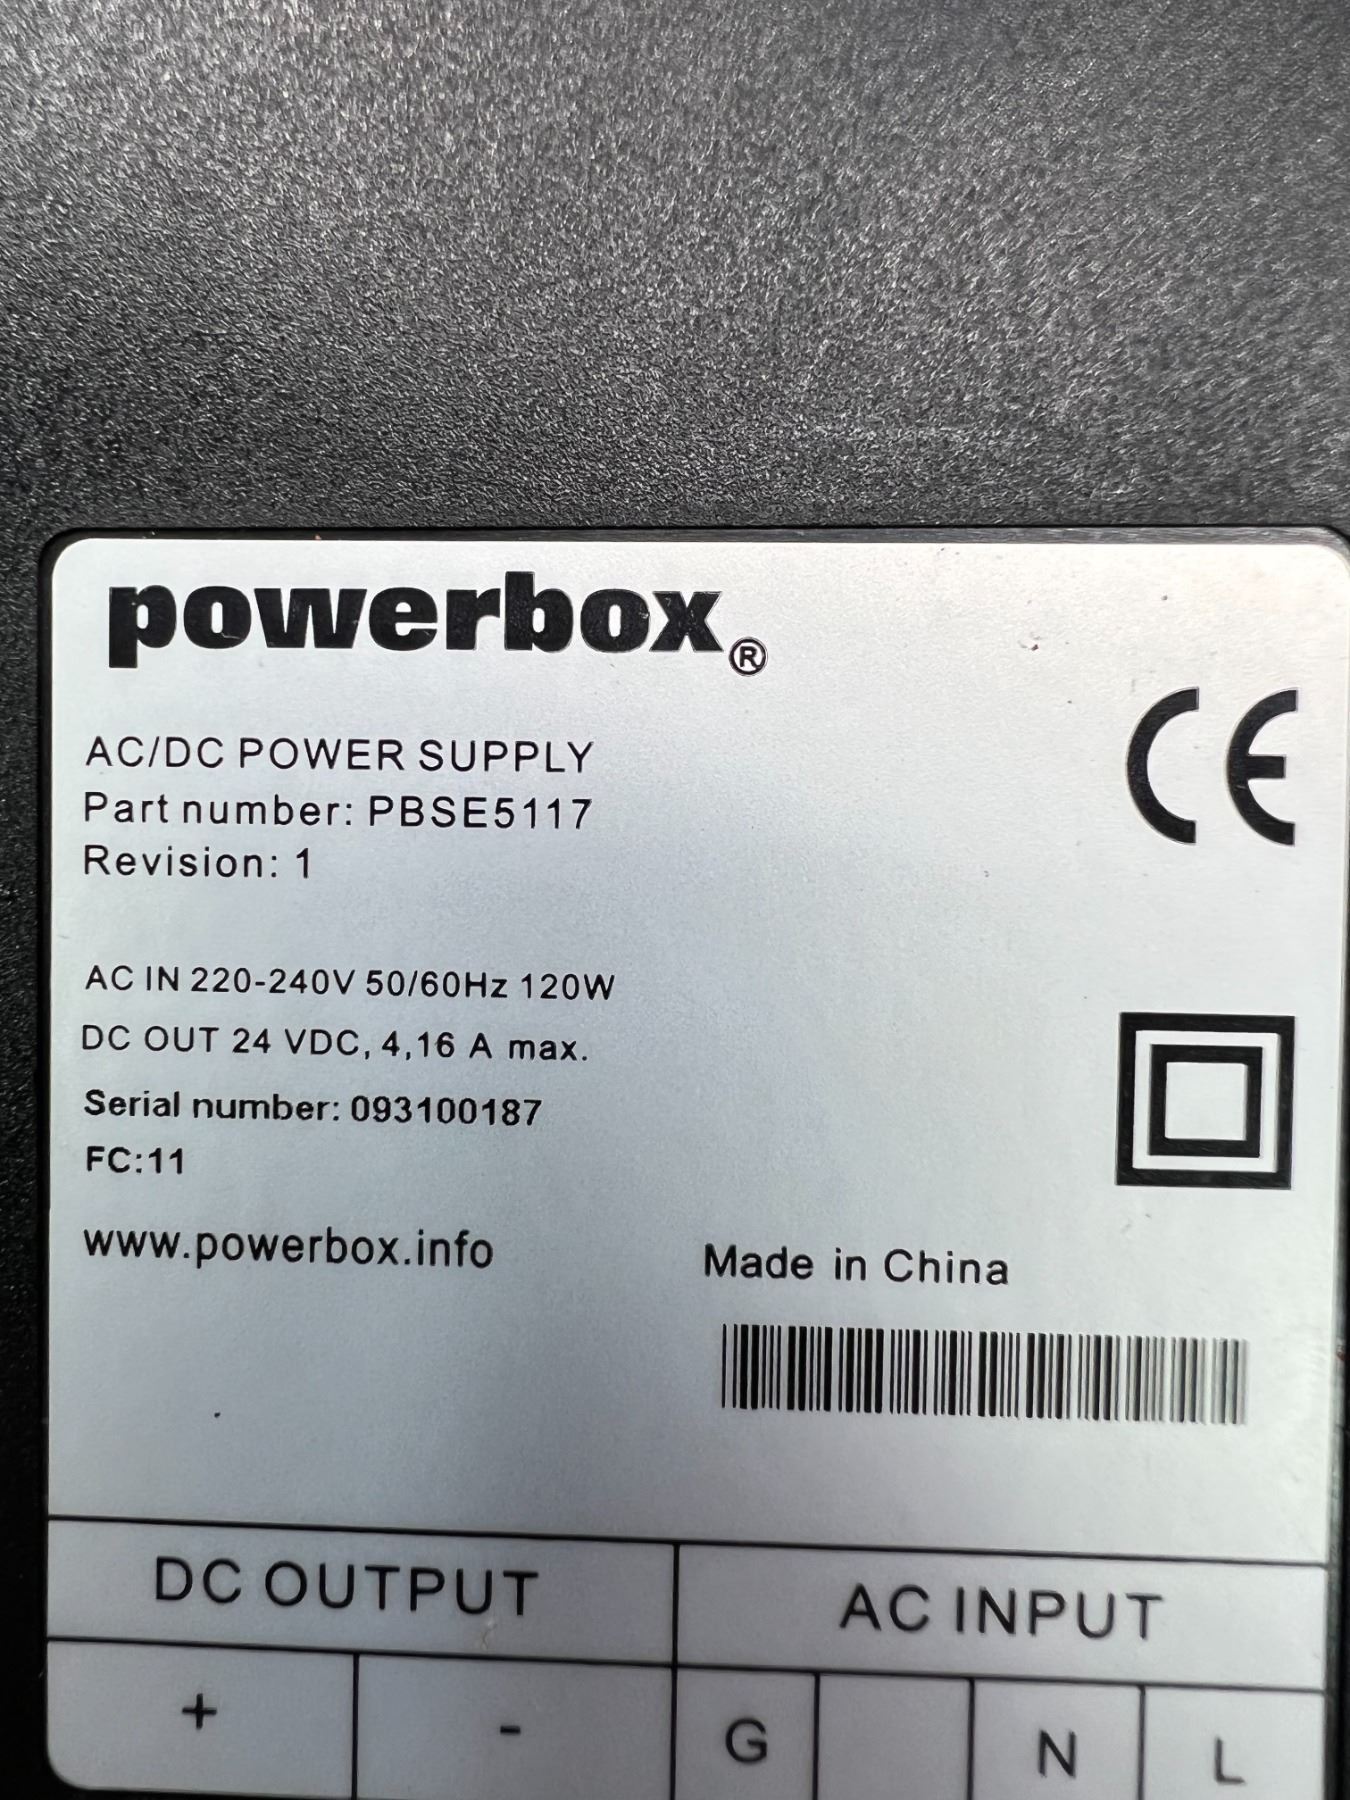 powerbox®
AC/DC POWER SUPPLY
Part number: PBSE5117
Revision: 1
CE
AC IN 220-240V 50/60Hz 120W
DC OUT 24 VDC, 4,16 A max.
Serial number: 093100187
FC:11
www.powerbox.info
Made in China
DC OUTPUT
AC INPUT
+ - G N L